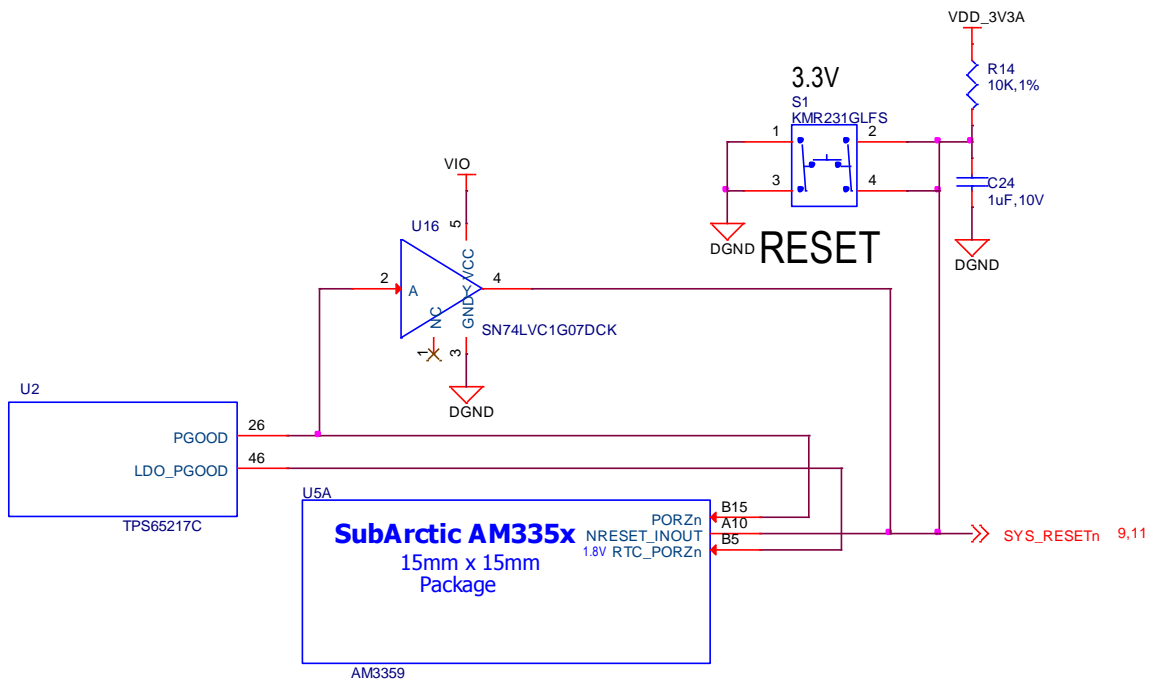 VDD_3V3A
R14
10K,1%
3.3V
S1
KMR231GLFS
1
2
3
4
C24
1uF,10V
DGND
RESET
DGND
VIO
U16
5
VCC
2
A
Y
4
NC
GND
SN74LVC1G07DCK
1
3
DGND
U2
PGOOD
26
LDO_PGOOD
46
TPS65217C
U5A
SubArctic AM335x
15mm x 15mm
Package
PORZn
B15
NRESET_INOUT
A10
1.8V RTC_PORZn
B5
SYS_RESETn 9,11
AM3359